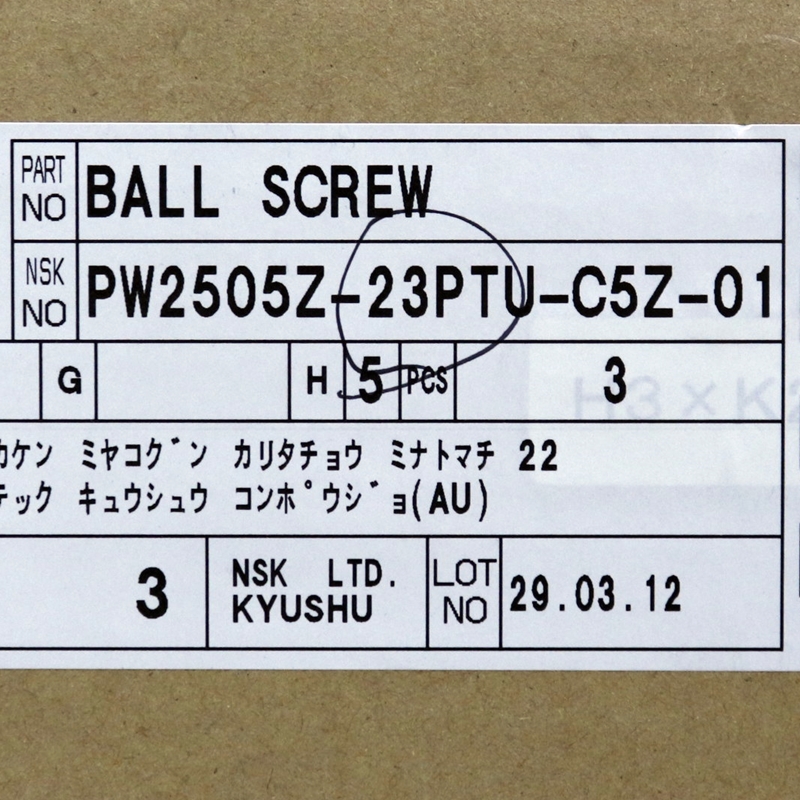 PART NO BALL SCREW
NSK NO PW2505Z-23PTU-C5Z-01
G H 5 PCS 3
カケン ミヤコグン カリタチョウ ミナトマチ 22
テック キュウシュウ コンポウジョ(AU)
3 NSK LTD. KYUSHU LOT NO 29.03.12
H3×K2